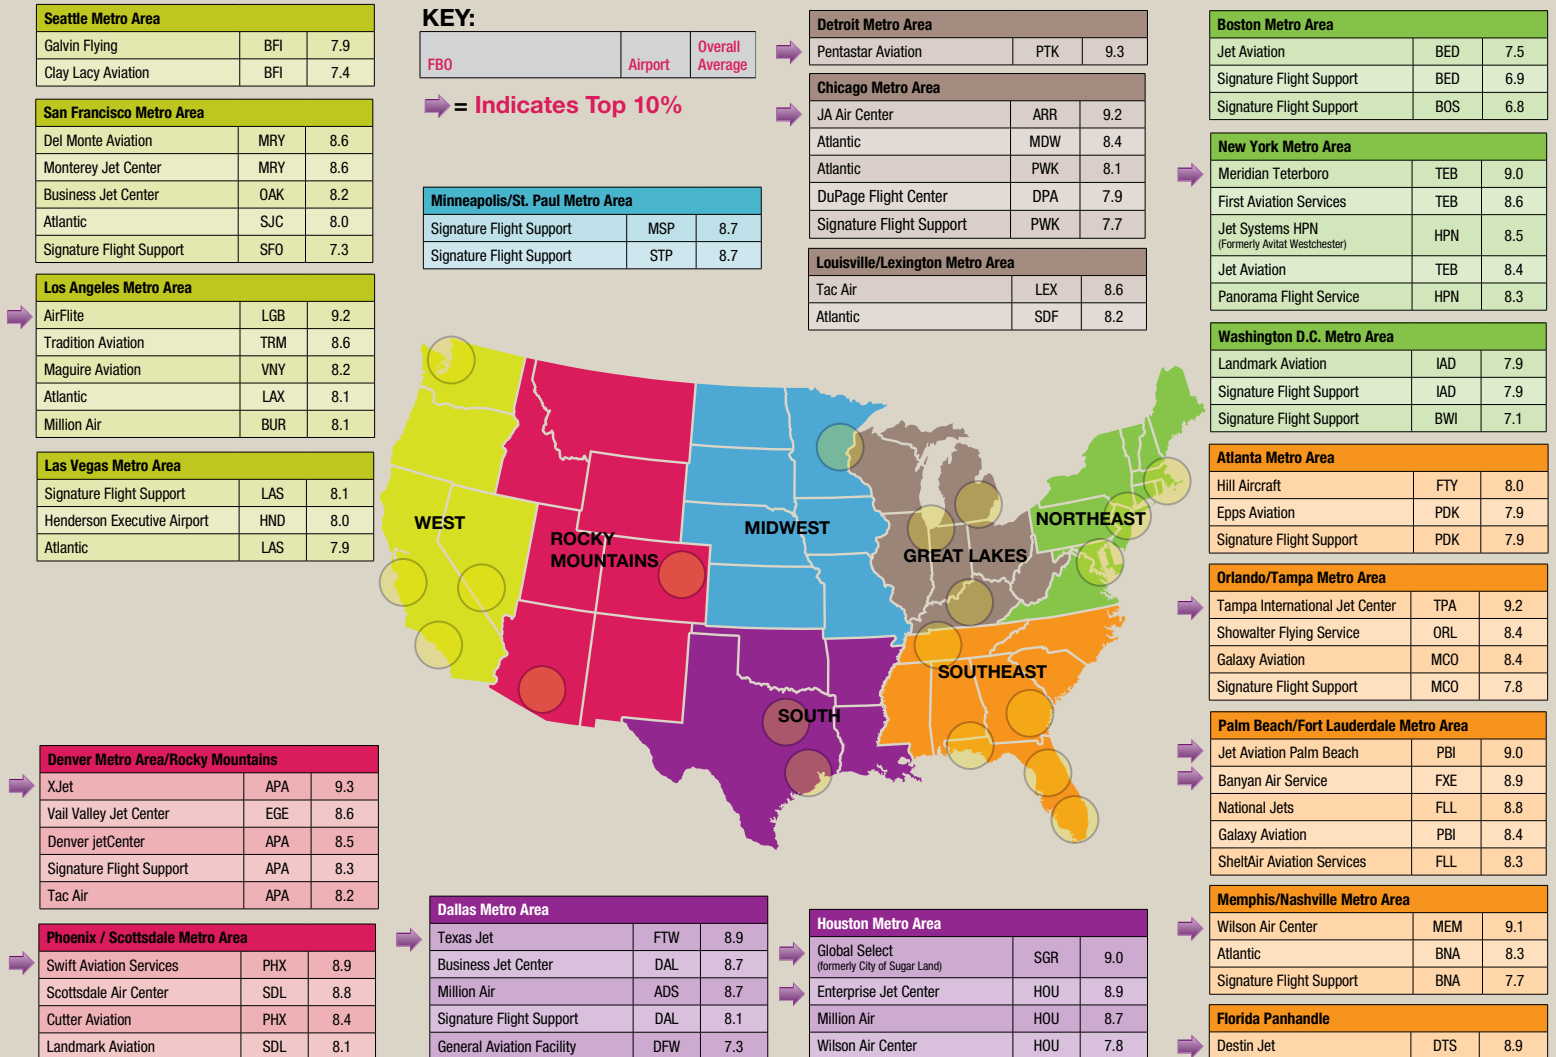 Seattle Metro Area
Galvin Flying BFI 7.9
Clay Lacy Aviation BFI 7.4
San Francisco Metro Area
Del Monte Aviation MRY 8.6
Monterey Jet Center MRY 8.6
Business Jet Center OAK 8.2
Atlantic SJC 8.0
Signature Flight Support SFO 7.3
Los Angeles Metro Area
AirFlite LGB 9.2
Tradition Aviation TRM 8.6
Maguire Aviation VNY 8.2
Atlantic LAX 8.1
Million Air BUR 8.1
Las Vegas Metro Area
Signature Flight Support LAS 8.1
Henderson Executive Airport HND 8.0
Atlantic LAS 7.9
KEY:
FBO Airport Overall Average
= Indicates Top 10%
Minneapolis/St. Paul Metro Area
Signature Flight Support MSP 8.7
Signature Flight Support STP 8.7
Detroit Metro Area
Pentastar Aviation PTK 9.3
Chicago Metro Area
JA Air Center ARR 9.2
Atlantic MDW 8.4
Atlantic PWK 8.1
DuPage Flight Center DPA 7.9
Signature Flight Support PWK 7.7
Louisville/Lexington Metro Area
Tac Air LEX 8.6
Atlantic SDF 8.2
Boston Metro Area
Jet Aviation BED 7.5
Signature Flight Support BED 6.9
Signature Flight Support BOS 6.8
New York Metro Area
Meridian Teterboro TEB 9.0
First Aviation Services TEB 8.6
Jet Systems HPN HPN 8.5
(Formerly Avitat Westchester)
Jet Aviation TEB 8.4
Panorama Flight Service HPN 8.3
Washington D.C. Metro Area
Landmark Aviation IAD 7.9
Signature Flight Support IAD 7.9
Signature Flight Support BWI 7.1
Atlanta Metro Area
Hill Aircraft FTY 8.0
Epps Aviation PDK 7.9
Signature Flight Support PDK 7.9
Orlando/Tampa Metro Area
Tampa International Jet Center TPA 9.2
Showalter Flying Service ORL 8.4
Galaxy Aviation MCO 8.4
Signature Flight Support MCO 7.8
Palm Beach/Fort Lauderdale Metro Area
Jet Aviation Palm Beach PBI 9.0
Banyan Air Service FXE 8.9
National Jets FLL 8.8
Galaxy Aviation PBI 8.4
SheltAir Aviation Services FLL 8.3
Memphis/Nashville Metro Area
Wilson Air Center MEM 9.1
Atlantic BNA 8.3
Signature Flight Support BNA 7.7
Florida Panhandle
Destin Jet DTS 8.9
WEST
ROCKY
MOUNTAINS
MIDWEST
GREAT LAKES
NORTHEAST
SOUTHEAST
SOUTH
Denver Metro Area/Rocky Mountains
XJet APA 9.3
Vail Valley Jet Center EGE 8.6
Denver jetCenter APA 8.5
Signature Flight Support APA 8.3
Tac Air APA 8.2
Phoenix / Scottsdale Metro Area
Swift Aviation Services PHX 8.9
Scottsdale Air Center SDL 8.8
Cutter Aviation PHX 8.4
Landmark Aviation SDL 8.1
Dallas Metro Area
Texas Jet FTW 8.9
Business Jet Center DAL 8.7
Million Air ADS 8.7
Signature Flight Support DAL 8.1
General Aviation Facility DFW 7.3
Houston Metro Area
Global Select SGR 9.0
(formerly City of Sugar Land)
Enterprise Jet Center HOU 8.9
Million Air HOU 8.7
Wilson Air Center HOU 7.8